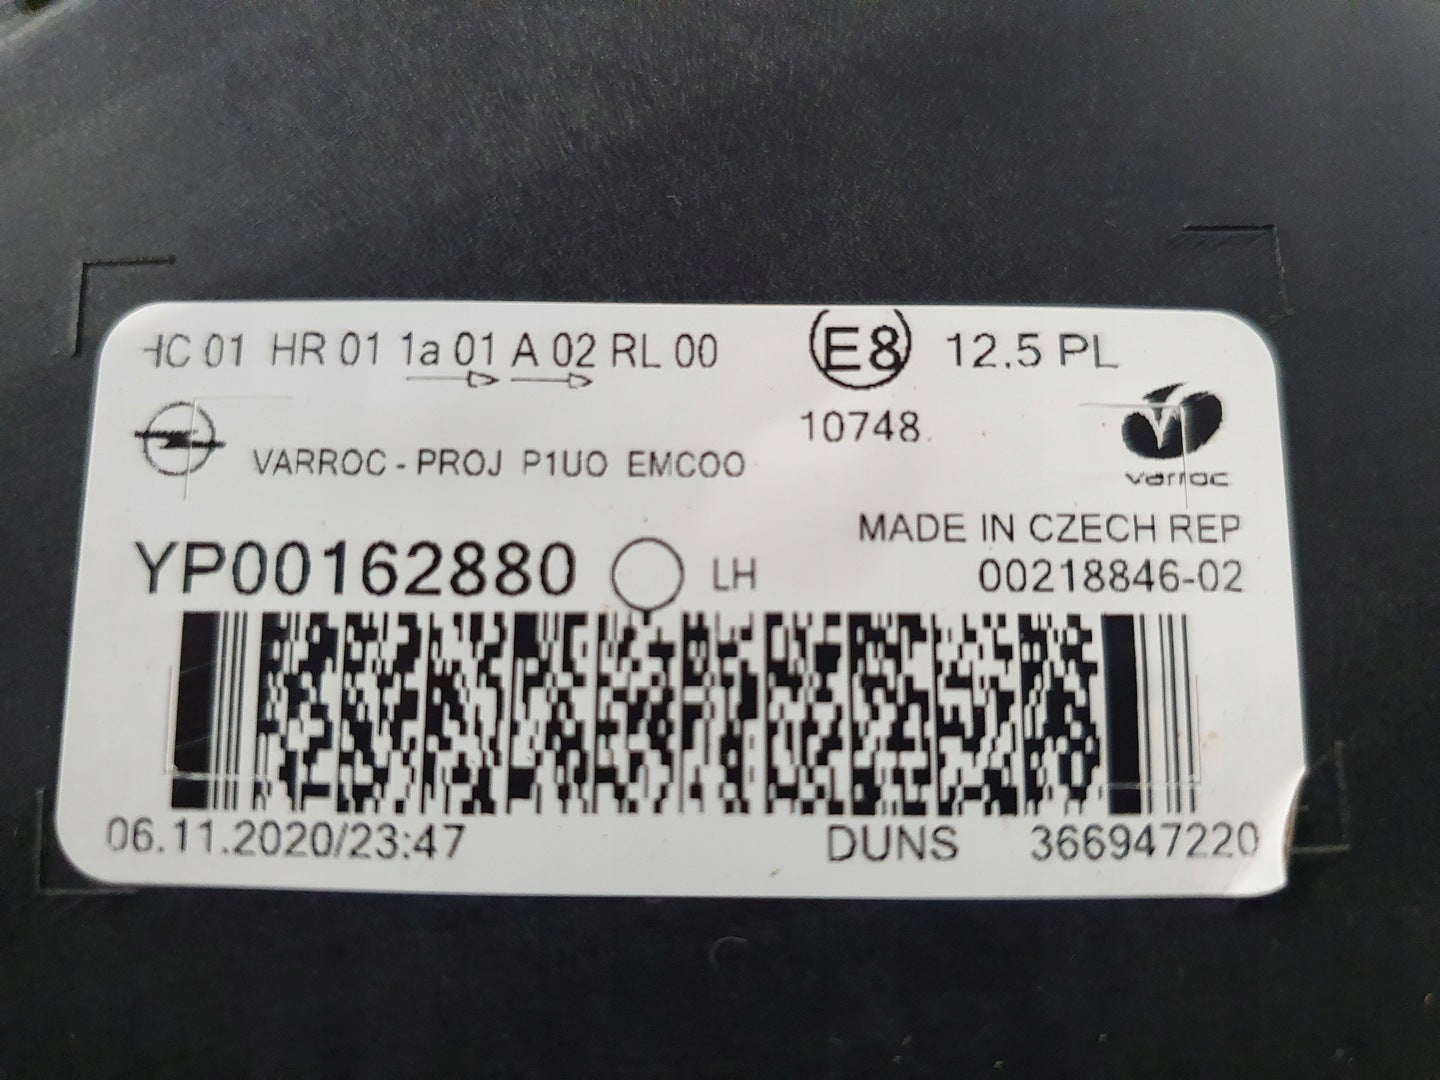 HC 01 HR 01 1a 01 A 02 RL 00 E8 12.5 PL
10748
varroc
VARROC - PROJ P1UO EMCOO
MADE IN CZECH REP
YP00162880 LH 00218846-02
06.11.2020/23:47 DUNS 366947220